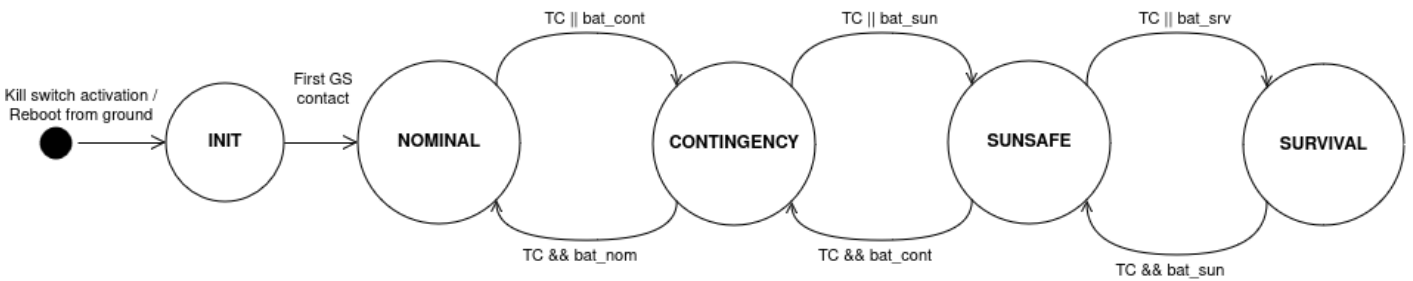 TC || bat_cont
TC || bat_sun
TC || bat_srv
Kill switch activation /
Reboot from ground
First GS
contact
INIT
NOMINAL
CONTINGENCY
SUNSAFE
SURVIVAL
TC && bat_nom
TC && bat_cont
TC && bat_sun